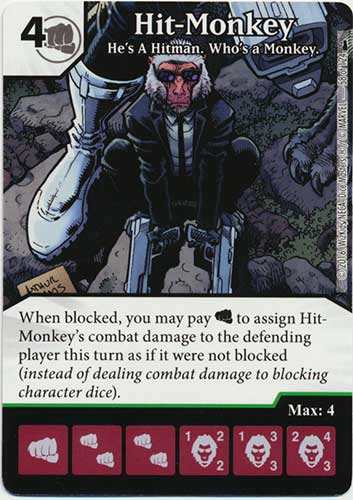 4
Hit-Monkey
He's A Hitman. Who's a Monkey.
When blocked, you may pay to assign Hit-
Monkey's combat damage to the defending
player this turn as if it were not blocked
(instead of dealing combat damage to blocking
character dice).
Max: 4
1 2 2
1 3 3
2 4 3